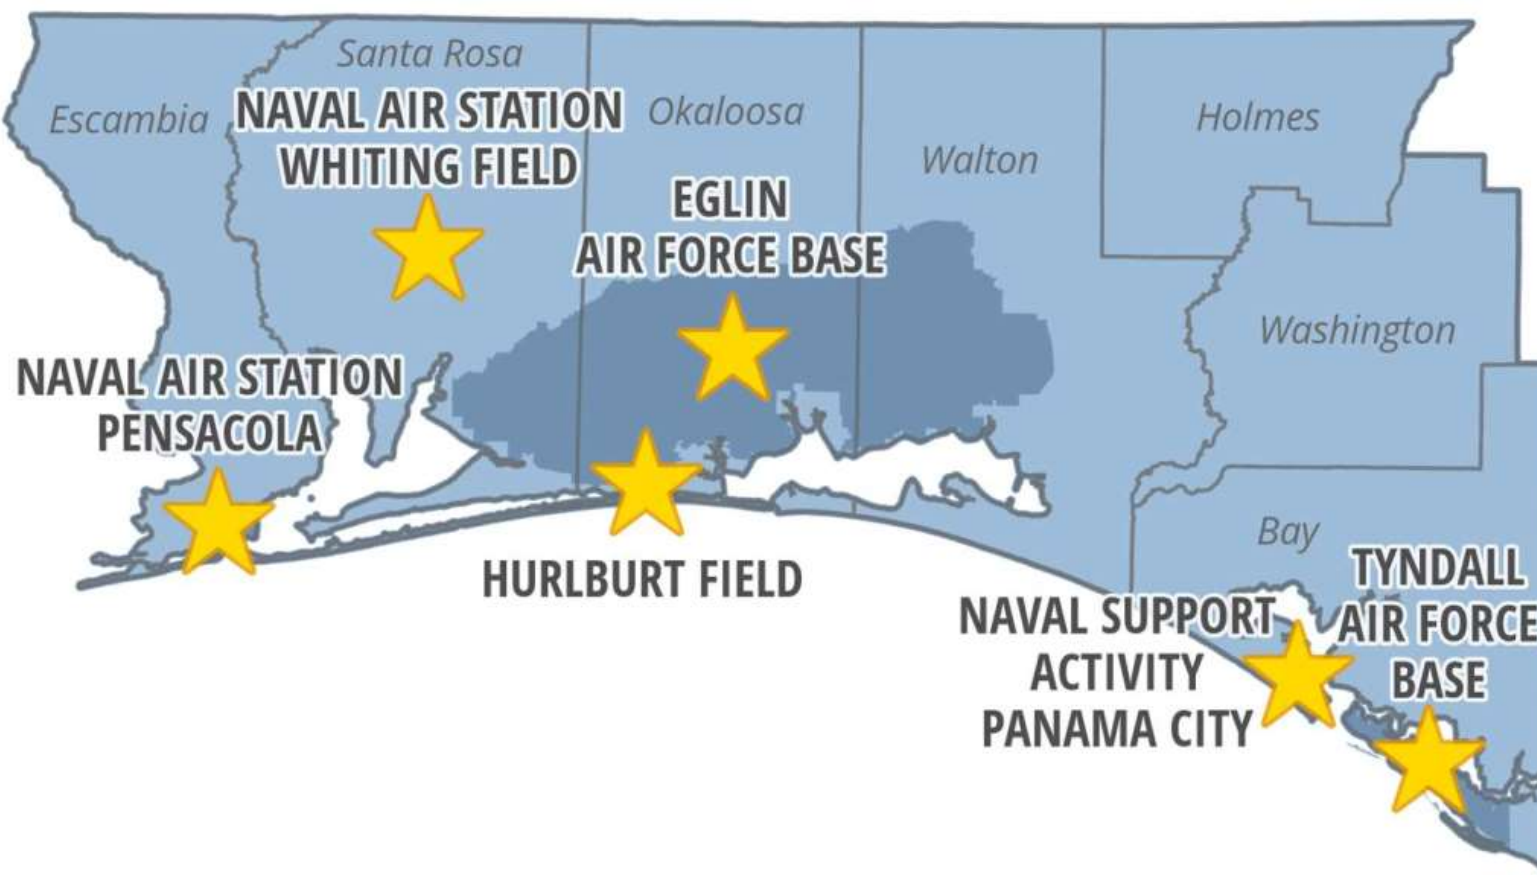 Santa Rosa
Escambia
NAVAL AIR STATION
WHITING FIELD
Okaloosa
Walton
Holmes
EGLIN
AIR FORCE BASE
Washington
NAVAL AIR STATION
PENSACOLA
HURLBURT FIELD
Bay
TYNDALL
AIR FORCE
BASE
NAVAL SUPPORT
ACTIVITY
PANAMA CITY